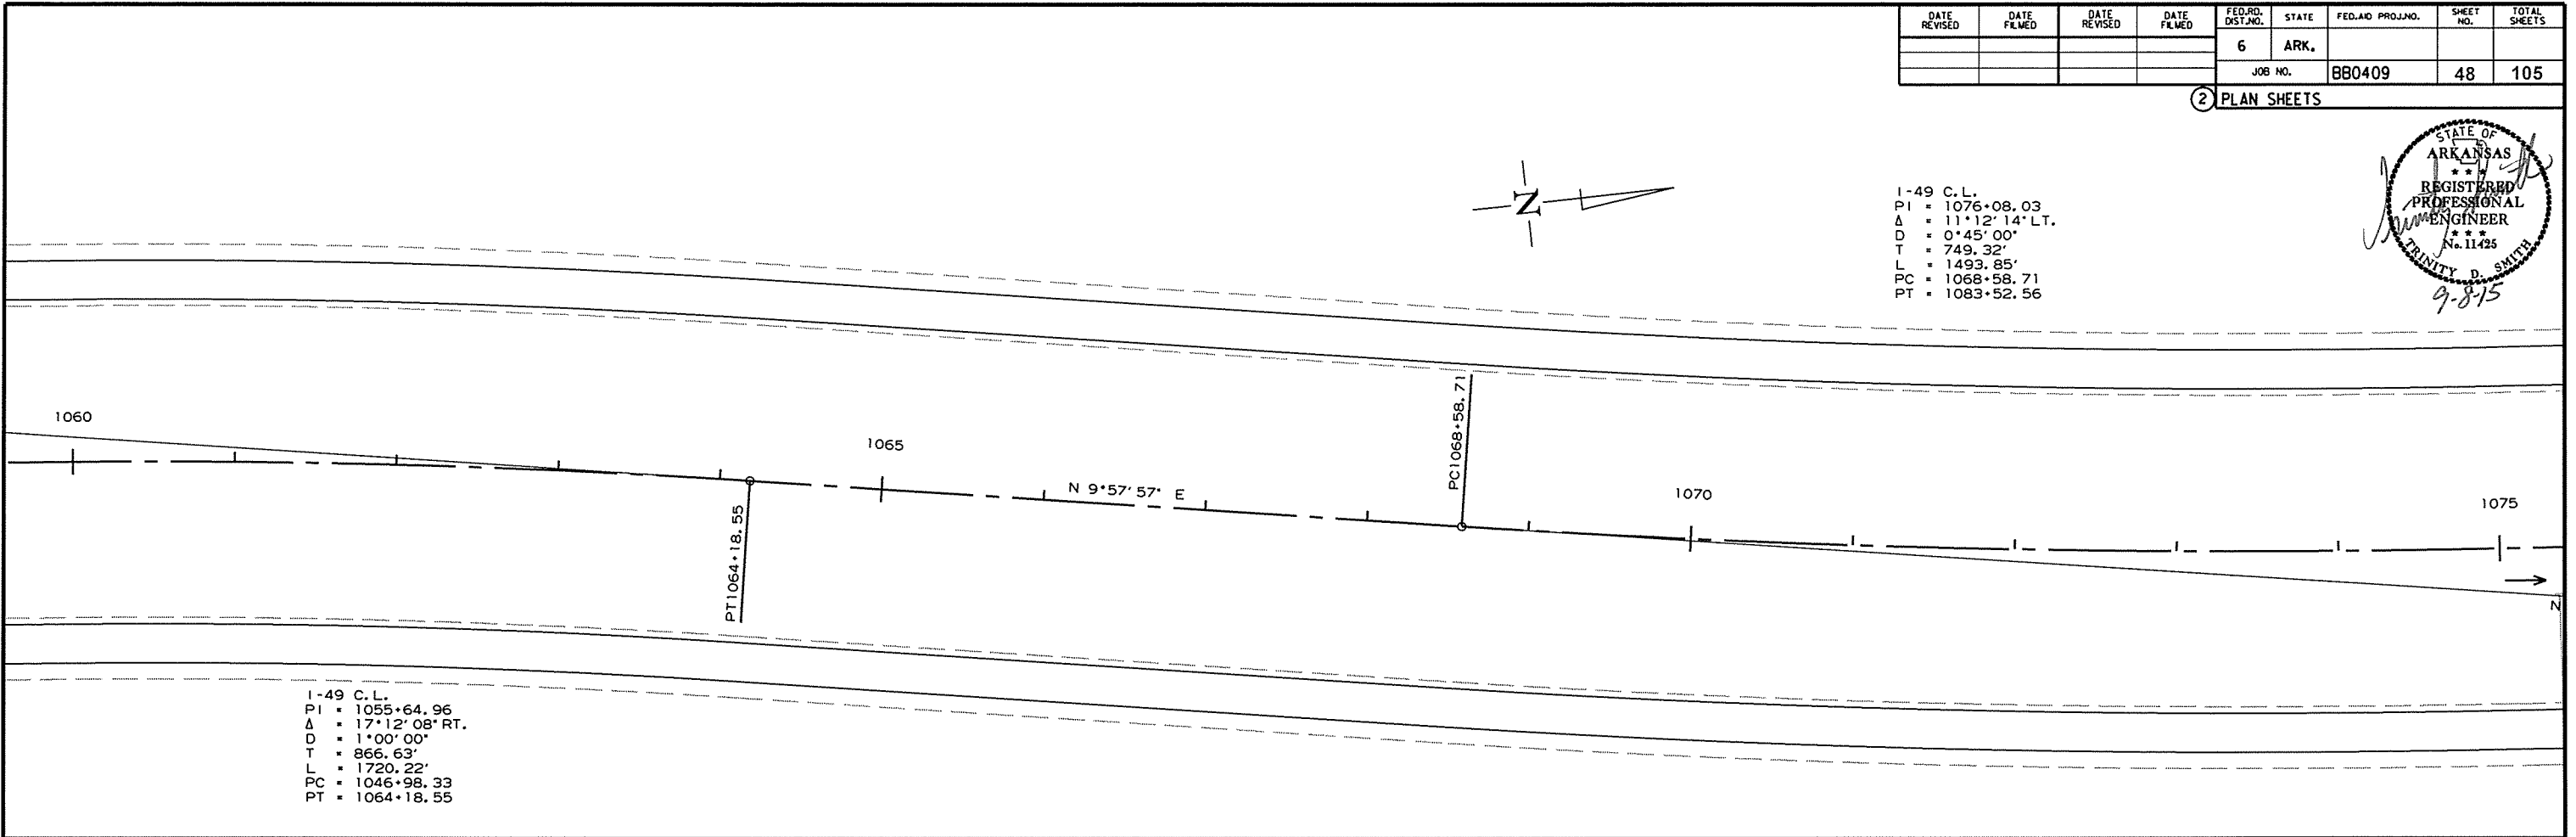 DATE REVISED DATE FILMED DATE REVISED DATE FILMED FED.RD. DIST.NO. STATE FED.AID PROJ.NO. SHEET NO. TOTAL SHEETS
6 ARK.
JOB NO. BB0409 48 105
2 PLAN SHEETS
STATE OF
ARKANSAS
★ ★ ★
REGISTERED
PROFESSIONAL
ENGINEER
★ ★ ★
No. 11425
TRINITY D. SMITH
9-8-15
N
I-49 C.L.
PI = 1076+08.03
Δ = 11°12'14" LT.
D = 0°45'00"
T = 749.32'
L = 1493.85'
PC = 1068+58.71
PT = 1083+52.56
1060
1065
1070
1075
PT1064+18.55
N 9°57'57" E
PC1068+58.71
N
I-49 C.L.
PI = 1055+64.96
Δ = 17°12'08" RT.
D = 1°00'00"
T = 866.63'
L = 1720.22'
PC = 1046+98.33
PT = 1064+18.55